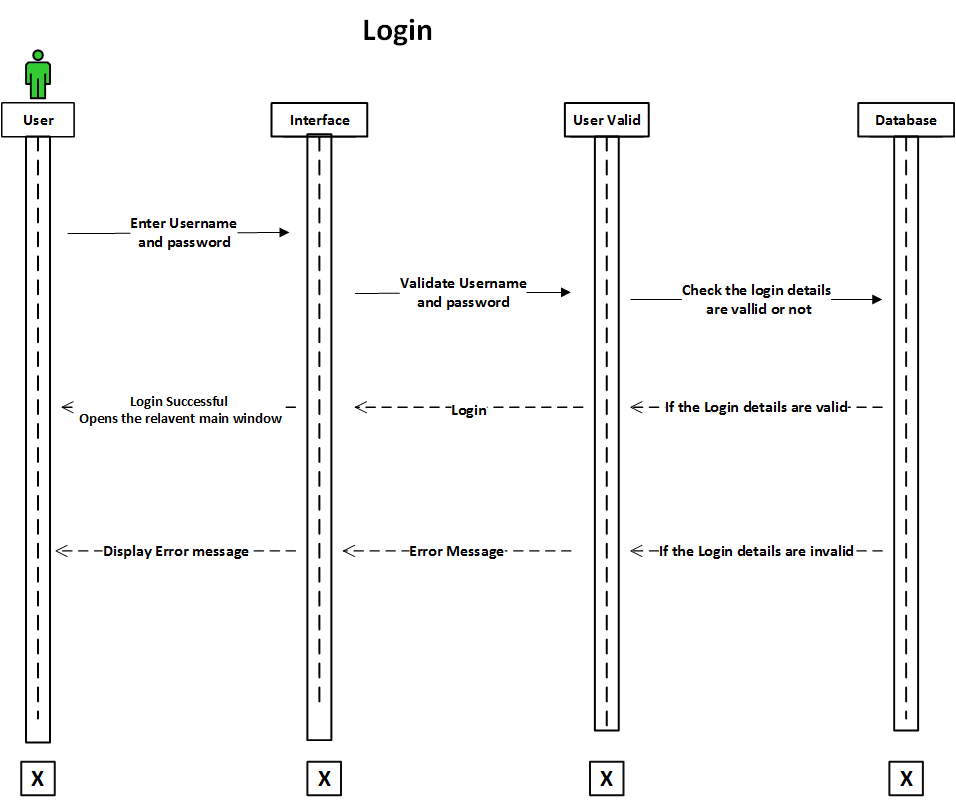 Login
User
Interface
User Valid
Database
Enter Username
and password
Validate Username
and password
Check the login details
are vallid or not
Login Successful
Opens the relavent main window
Login
If the Login details are valid
Display Error message
Error Message
If the Login details are invalid
X
X
X
X